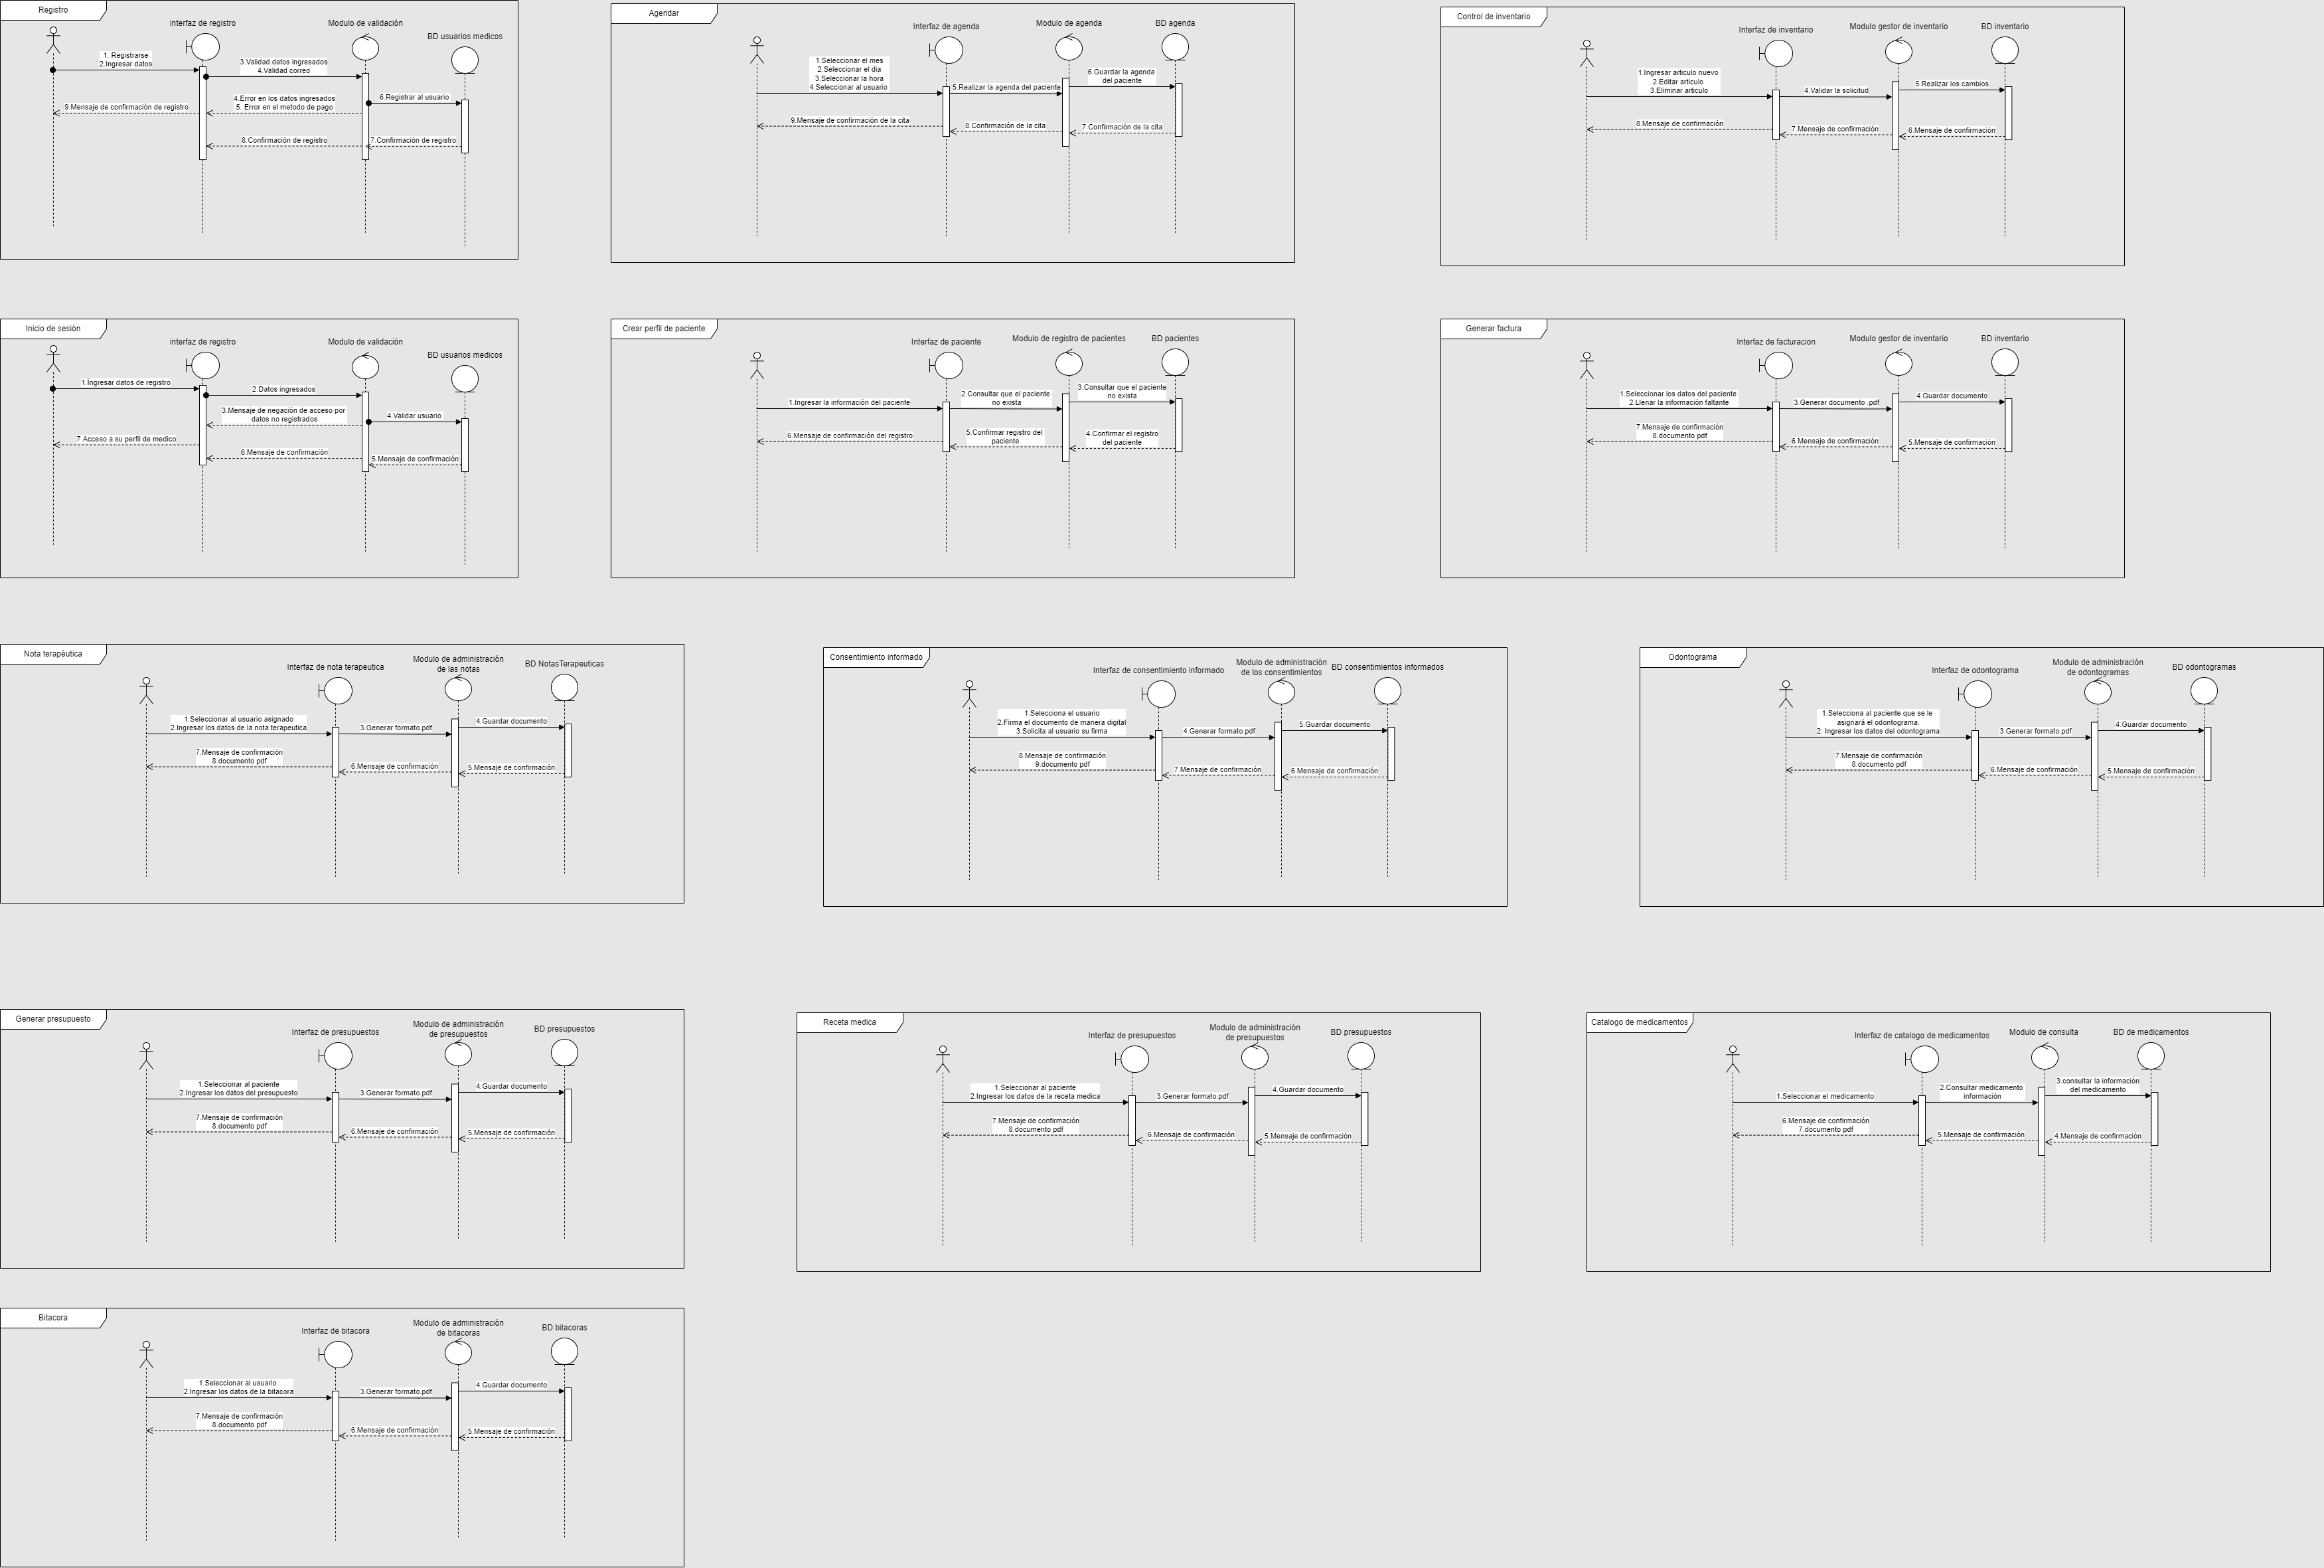 Registro
interfaz de registro
Modulo de validaciòn
BD usuarios medicos
1. Registrarse
2.Ingresar datos
3.Validad datos ingresados
4.Validad correo
6.Registrar al usuario
4.Error en los datos ingresados
5. Error en el metodo de pago
9.Mensaje de confirmación de registro
8.Confirmación de registro
7.Confirmación de registro
Agendar
Interfaz de agenda
Modulo de agenda
BD agenda
1.Seleccionar el mes
2.Seleccionar el dia
3.Seleccionar la hora
4.Seleccionar al usuario
5.Realizar la agenda del paciente
6.Guardar la agenda
del paciente
9.Mensaje de confirmación de la cita
8.Confirmación de la cita
7.Confirmación de la cita
Control de inventario
Interfaz de inventario
Modulo gestor de inventario
BD inventario
1.Ingresar articulo nuevo
2.Editar articulo
3.Eliminar articulo
4.Validar la solicitud
5.Realizar los cambios
8.Mensaje de confirmación
7.Mensaje de confirmación
6.Mensaje de confirmación
Inicio de sesión
interfaz de registro
Modulo de validaciòn
BD usuarios medicos
1.Ingresar datos de registro
2.Datos ingresados
3.Mensaje de negación de acceso por
datos no registrados
4.Validar usuario
7.Acceso a su perfil de medico
6.Mensaje de confirmación
5.Mensaje de confirmación
Crear perfil de paciente
Interfaz de paciente
Modulo de registro de pacientes
BD pacientes
1.Ingresar la información del paciente
2.Consultar que el paciente
no exista
3.Consultar que el paciente
no exista
6.Mensaje de confirmación del registro
5.Confirmar registro del
paciente
4.Confirmar el registro
del paciente
Generar factura
Interfaz de facturacion
Modulo gestor de inventario
BD inventario
1.Seleccionar los datos del paciente
2.Llenar la información faltante
3.Generar documento .pdf
4.Guardar documento
7.Mensaje de confirmación
8.documento pdf
6.Mensaje de confirmación
5.Mensaje de confirmación
Nota terapéutica
Interfaz de nota terapeutica
Modulo de administraciòn
de las notas
BD NotasTerapeuticas
1.Seleccionar al usuario asignado
2.Ingresar los datos de la nota terapeutica
3.Generar formato.pdf
4.Guardar documento
7.Mensaje de confirmación
8.documento pdf
6.Mensaje de confirmación
5.Mensaje de confirmación
Consentimiento informado
Interfaz de consentimiento informado
Modulo de administraciòn
de los consentimientos
BD consentimientos informados
1.Selecciona el usuario
2.Firma el documento de manera digital
3.Solicita al usuario su firma
4.Generar formato.pdf
5.Guardar documento
8.Mensaje de confirmación
9.documento pdf
7.Mensaje de confirmación
6.Mensaje de confirmación
Odontograma
Interfaz de odontograma
Modulo de administraciòn
de odontogramas
BD odontogramas
1.Selecciona al paciente que se le
asignará el odontograma.
2. Ingresar los datos del odontograma
3.Generar formato.pdf
4.Guardar documento
7.Mensaje de confirmación
8.documento pdf
6.Mensaje de confirmación
5.Mensaje de confirmación
Generar presupuesto
Interfaz de presupuestos
Modulo de administraciòn
de presupuestos
BD presupuestos
1.Seleccionar al paciente
2.Ingresar los datos del presupuesto
3.Generar formato.pdf
4.Guardar documento
7.Mensaje de confirmación
8.documento pdf
6.Mensaje de confirmación
5.Mensaje de confirmación
Receta medica
Interfaz de presupuestos
Modulo de administraciòn
de presupuestos
BD presupuestos
1.Seleccionar al paciente
2.Ingresar los datos de la receta medica
3.Generar formato.pdf
4.Guardar documento
7.Mensaje de confirmación
8.documento pdf
6.Mensaje de confirmación
5.Mensaje de confirmación
Catalogo de medicamentos
Interfaz de catalogo de medicamentos
Modulo de consulta
BD de medicamentos
1.Seleccionar el medicamento
2.Consultar medicamento
información
3.consultar la información
del medicamento
6.Mensaje de confirmación
7.documento pdf
5.Mensaje de confirmación
4.Mensaje de confirmación
Bitacora
Interfaz de bitacora
Modulo de administraciòn
de bitacoras
BD bitacoras
1.Seleccionar al usuario
2.Ingresar los datos de la bitacora
3.Generar formato.pdf
4.Guardar documento
7.Mensaje de confirmación
8.documento pdf
6.Mensaje de confirmación
5.Mensaje de confirmación